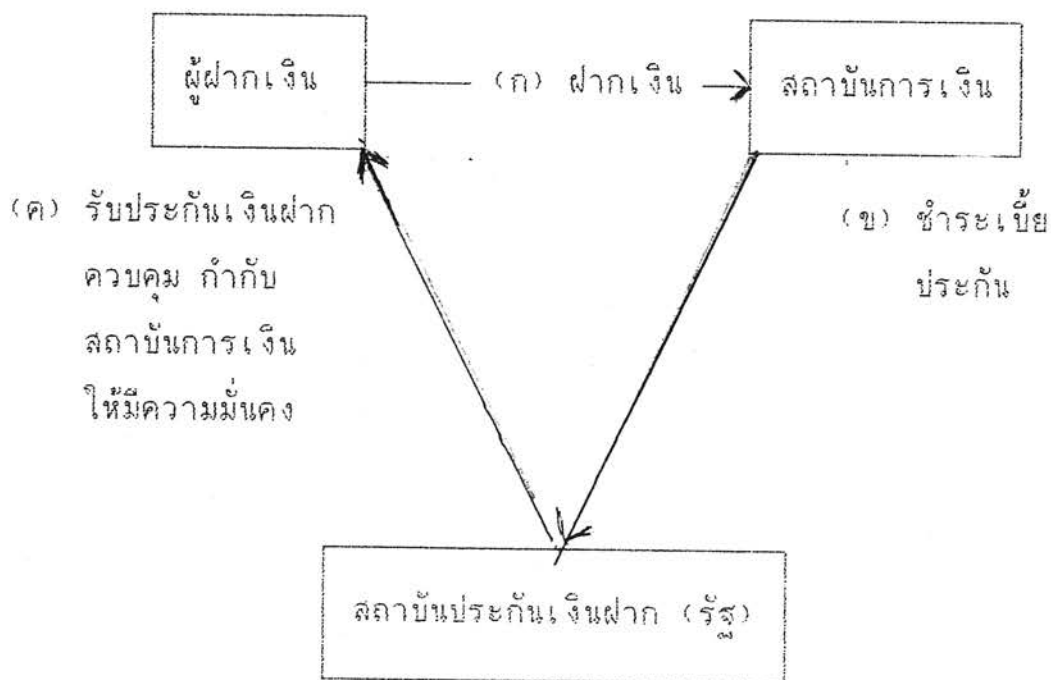 ผู้ฝากเงิน
(ก) ฝากเงิน
สถาบันการเงิน
(ค) รับประกันเงินฝาก
ควบคุม กำกับ
สถาบันการเงิน
ให้มีความมั่นคง
(ข) ชำระเบี้ย
ประกัน
สถาบันประกันเงินฝาก (รัฐ)